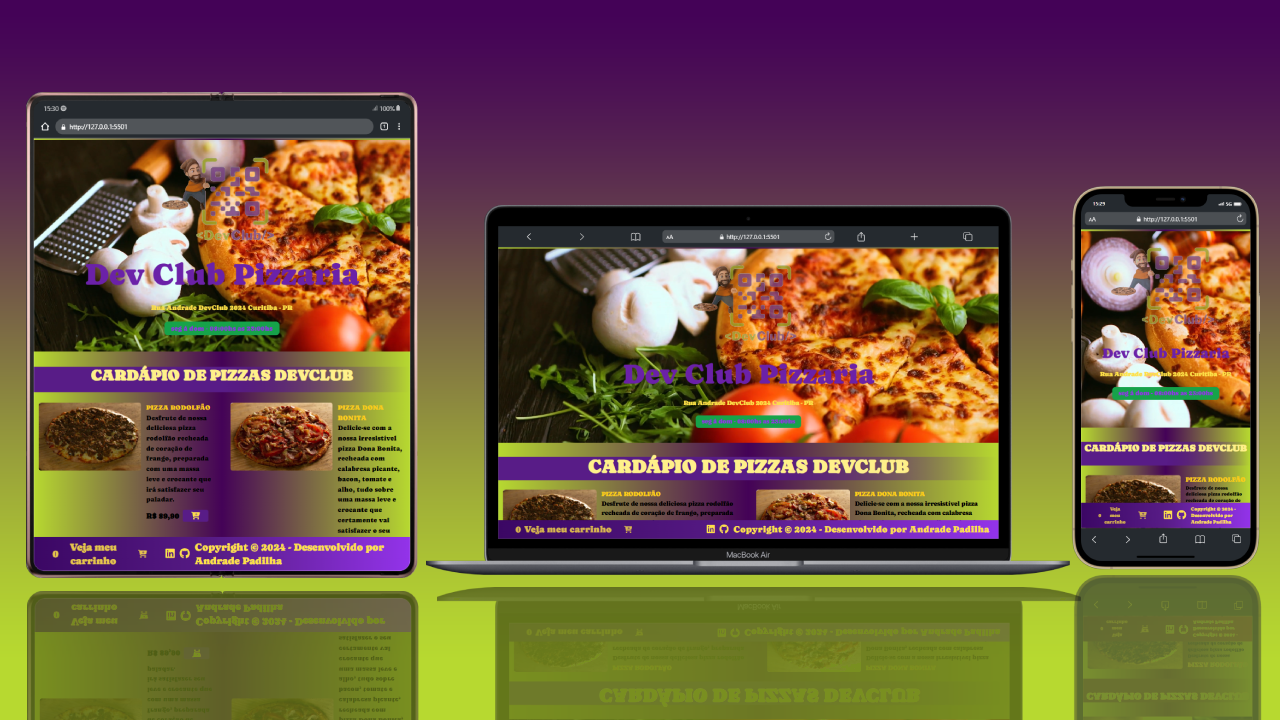 15:30
100%
http://127.0.0.1:5501
1
<Dev Club/>
Dev Club Pizzaria
Rua Andrade DevClub 2024 Curitiba - PR
CARDÁPIO DE PIZZAS DEVCLUB
PIZZA RODOLFÃO
Desfrute de nossa
deliciosa pizza
rodolfão recheada
de coração de
frango, preparada
com uma massa
leve e crocante que
irá satisfazer seu
paladar.
R$ 89,90
PIZZA DONA
BONITA
Delicie-se com a
nossa irresistível
pizza Dona Bonita,
recheada com
calabresa picante,
bacon, tomate e
alho, tudo sobre
uma massa leve e
crocante que
certamente vai
satisfazer o seu
0
Veja meu
carrinho
Copyright © 2024 - Desenvolvido por
Andrade Padilha
AA
http://127.0.0.1:5501
<Dev Club/>
Dev Club Pizzaria
Rua Andrade DevClub 2024 Curitiba - PR
CARDÁPIO DE PIZZAS DEVCLUB
PIZZA RODOLFÃO
Desfrute de nossa deliciosa pizza rodolfão
recheada de coração de frango, preparada
PIZZA DONA BONITA
Delicie-se com a nossa irresistível pizza
Dona Bonita, recheada com calabresa
0 Veja meu carrinho
Copyright © 2024 - Desenvolvido por Andrade Padilha
MacBook Air
15:29
5G
AA
http://127.0.0.1:5501
<Dev Club/>
Dev Club Pizzaria
Rua Andrade DevClub 2024 Curitiba - PR
CARDÁPIO DE PIZZAS DEVCLUB
PIZZA RODOLFÃO
Desfrute de nossa
deliciosa pizza
rodolfão recheada
de coração de
0
Veja
meu
carrinho
Copyright © 2024 -
Desenvolvido por
Andrade Padilha